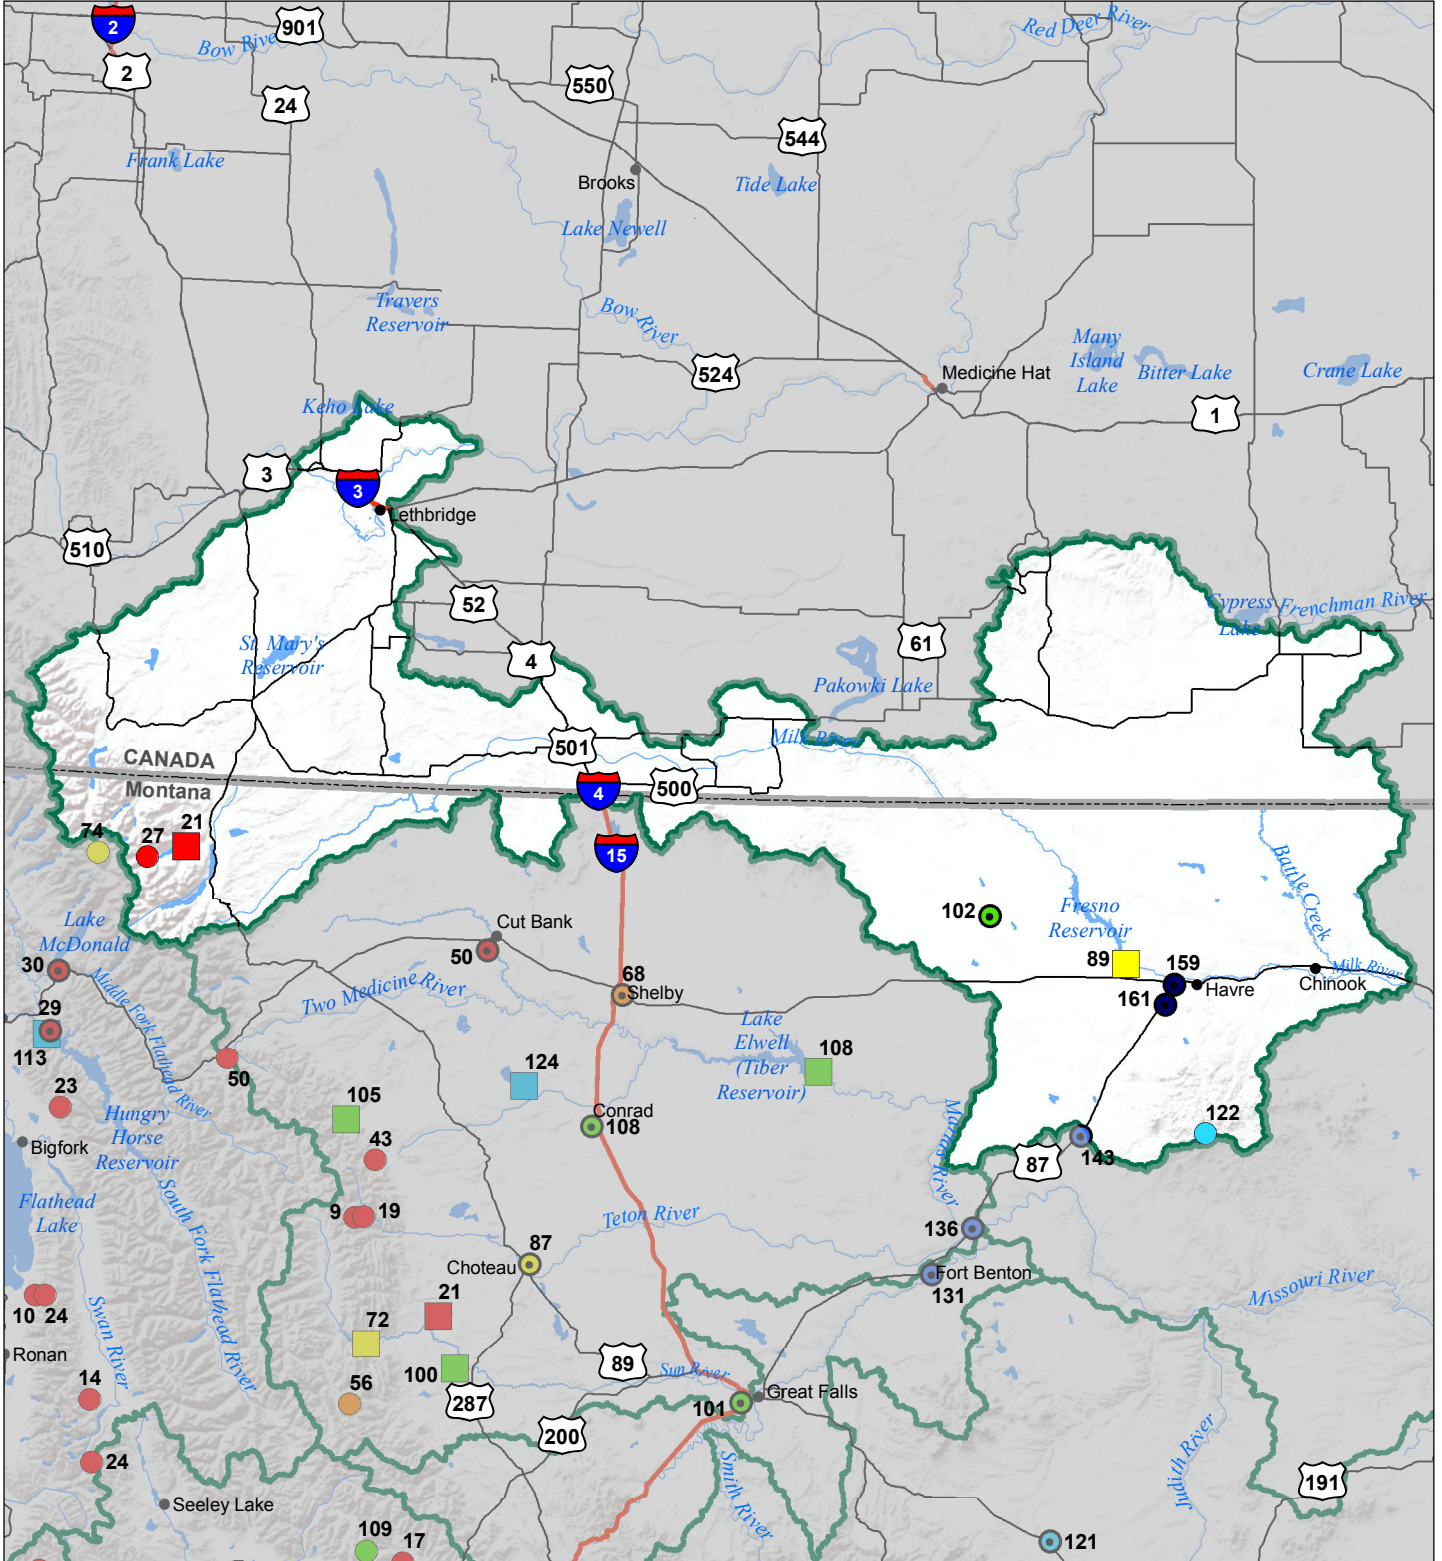 2
901
Red Deer River
Bow River
2
550
24
544
Frank Lake
Brooks
Tide Lake
Lake Newell
Travers
Reservoir
Bow River
Many
Island
Lake
524
Medicine Hat
Bitter Lake
Crane Lake
Keho Lake
1
3
3
Lethbridge
510
52
Cypress
Lake
Frenchman River
St. Mary's
Reservoir
4
61
Pakowki Lake
501
Milk River
CANADA
Montana
500
4
74
27
21
15
Battle Creek
102
Fresno
Reservoir
Lake
McDonald
Cut Bank
50
89
159
Milk River
30
Middle Fork Flathead River
Two Medicine River
68
Shelby
161
Havre
Chinook
29
113
Lake
Elwell
(Tiber
Reservoir)
108
50
124
23
Hungry
Horse
Reservoir
105
Conrad
108
Marias River
122
Bigfork
43
143
87
Flathead
Lake
South Fork Flathead River
9
19
Teton River
136
87
Choteau
Fort Benton
131
Missouri River
10
24
Swan River
21
72
Ronan
89
Sun River
100
14
56
287
Great Falls
101
200
Judith River
24
Smith River
191
Seeley Lake
109
17
121